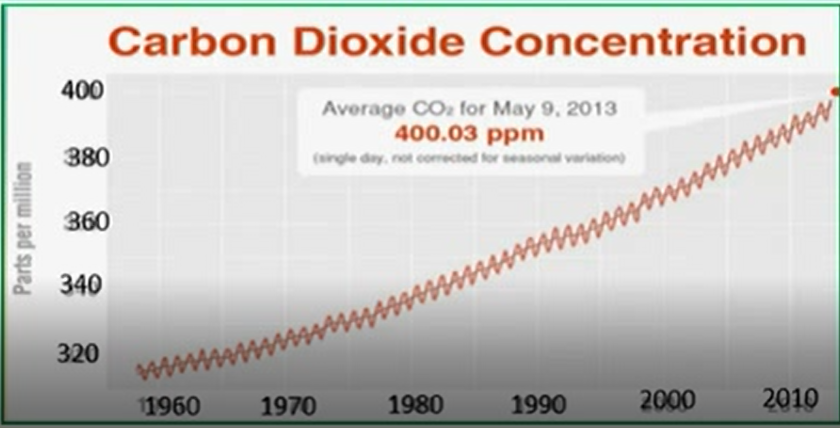 Carbon Dioxide Concentration
Average CO₂ for May 9, 2013
400.03 ppm
(single day, not corrected for seasonal variation)
Parts per million
400
380
360
340
320
1960 1970 1980 1990 2000 2010